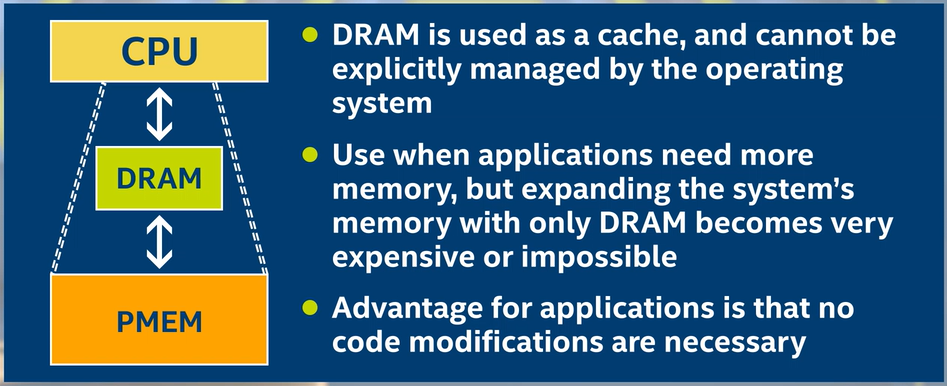 CPU
DRAM
PMEM
DRAM is used as a cache, and cannot be
explicitly managed by the operating
system
Use when applications need more
memory, but expanding the system's
memory with only DRAM becomes very
expensive or impossible
Advantage for applications is that no
code modifications are necessary